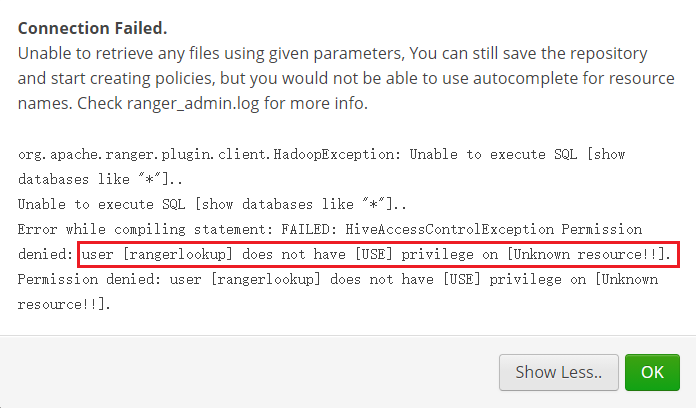 Connection Failed.
Unable to retrieve any files using given parameters, You can still save the repository
and start creating policies, but you would not be able to use autocomplete for resource
names. Check ranger_admin.log for more info.
org.apache.ranger.plugin.client.HadoopException: Unable to execute SQL [show
databases like "*"]..
Unable to execute SQL [show databases like "*"]..
Error while compiling statement: FAILED: HiveAccessControlException Permission
denied: user [rangerlookup] does not have [USE] privilege on [Unknown resource!!].
Permission denied: user [rangerlookup] does not have [USE] privilege on [Unknown
resource!!].
Show Less..
OK